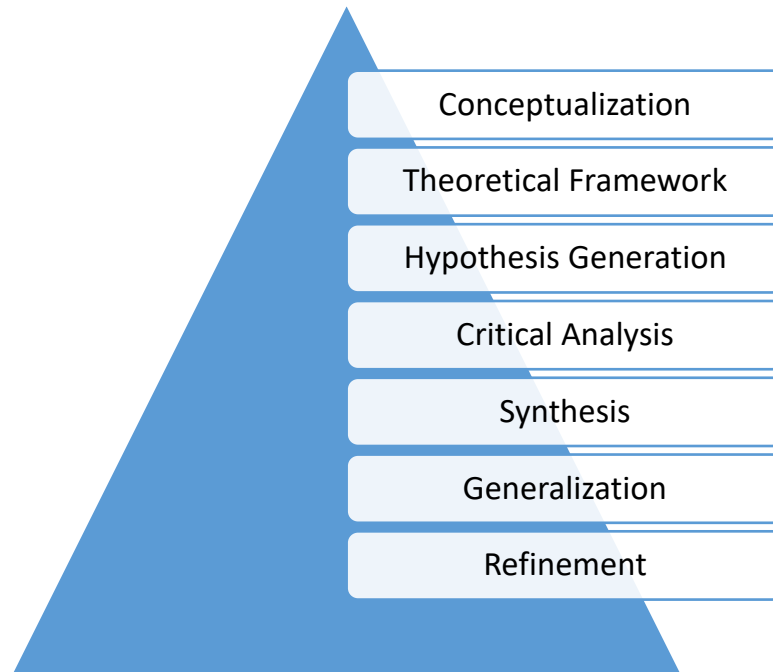 Conceptualization
Theoretical Framework
Hypothesis Generation
Critical Analysis
Synthesis
Generalization
Refinement